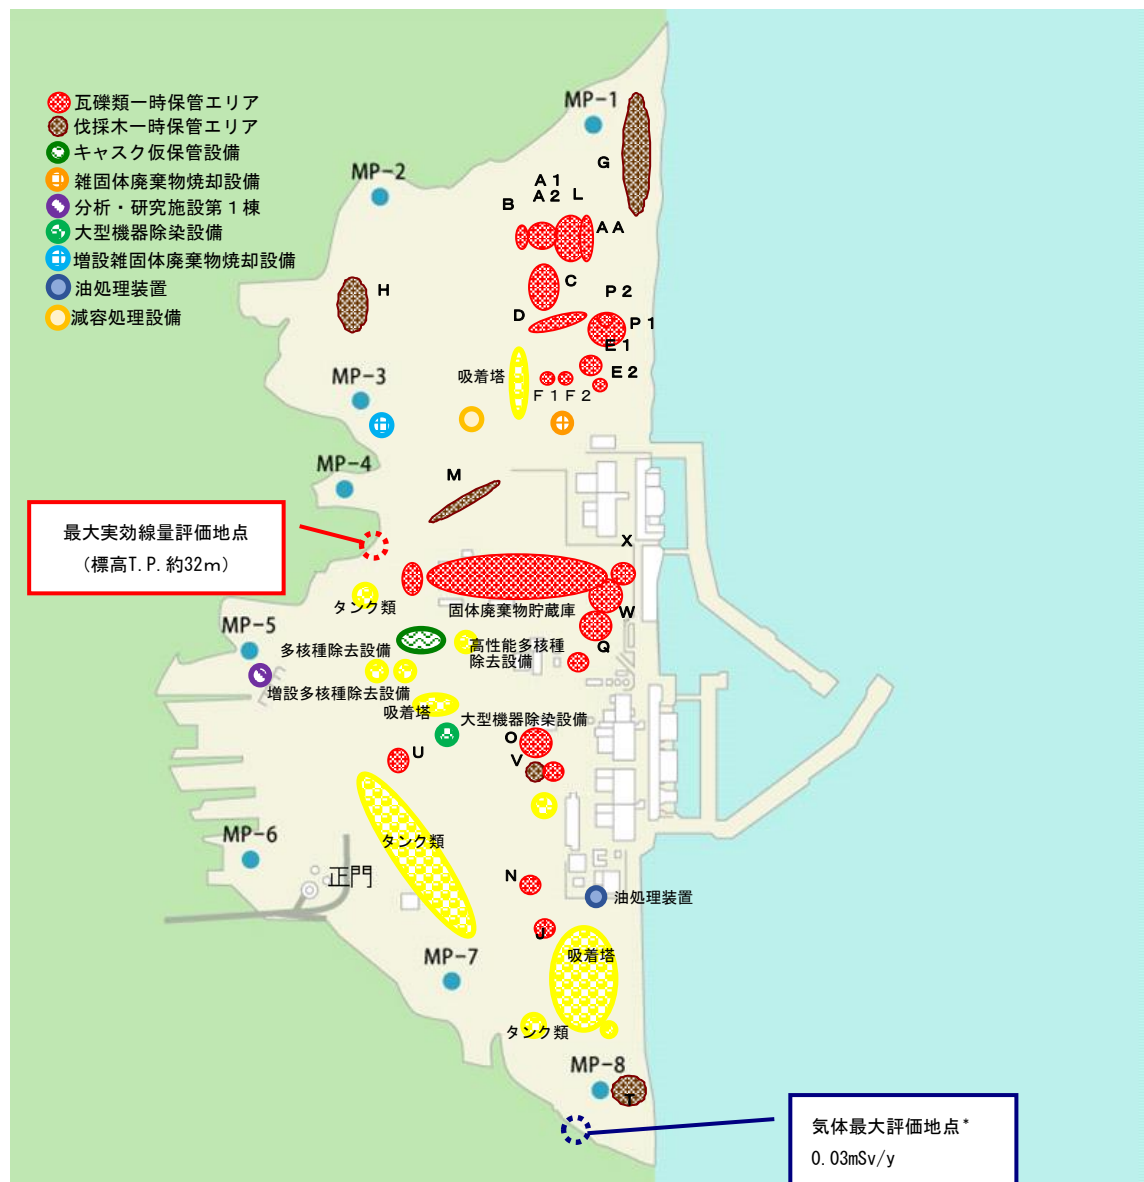 瓦礫類一時保管エリア
伐採木一時保管エリア
キャスク仮保管設備
雑固体廃棄物焼却設備
分析・研究施設第1棟
大型機器除染設備
増設雑固体廃棄物焼却設備
油処理装置
減容処理設備
MP-1
G
MP-2
A1
A2 L
B
AA
C
H
P2
D
P1
E1
E2
吸着塔
F1F2
MP-3
MP-4
M
最大実効線量評価地点
(標高T.P.約32m)
X
タンク類
固体廃棄物貯蔵庫
W
MP-5
多核種除去設備
高性能多核種
除去設備
Q
増設多核種除去設備
吸着塔
大型機器除染設備
O
U
V
タンク類
MP-6
正門
N
油処理装置
J
MP-7
吸着塔
タンク類
MP-8
T
気体最大評価地点*
0.03mSv/y